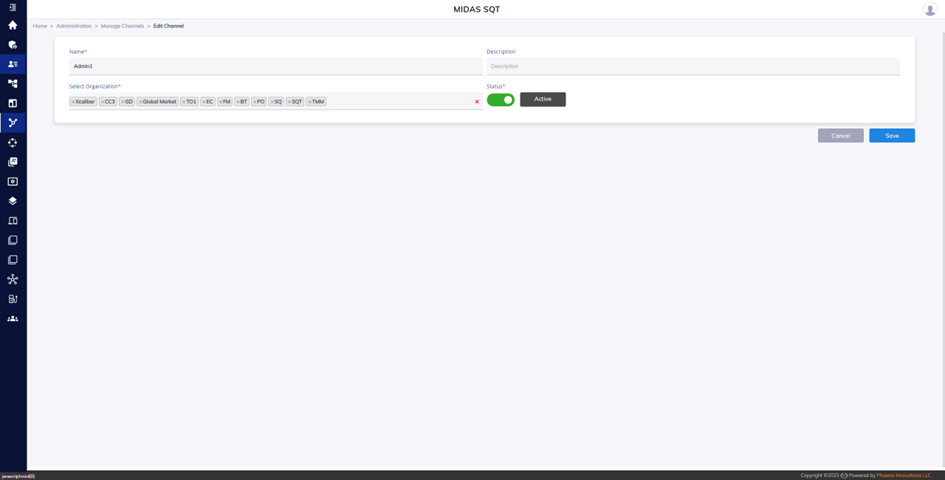 MIDAS SQT
Home > Administration > Manage Channels > Edit Channel
Name*
Admin1
Description
Description
Select Organization*
×Xcaliber ×CC3 ×GD ×Global Market ×TO1 ×EC ×FM ×BT ×PO ×SQ ×SQT ×TMM ×
Status*
Active
Cancel
Save
javascript:void(0)
Copyright ©2023 Powered by Phoenix Innovations LLC